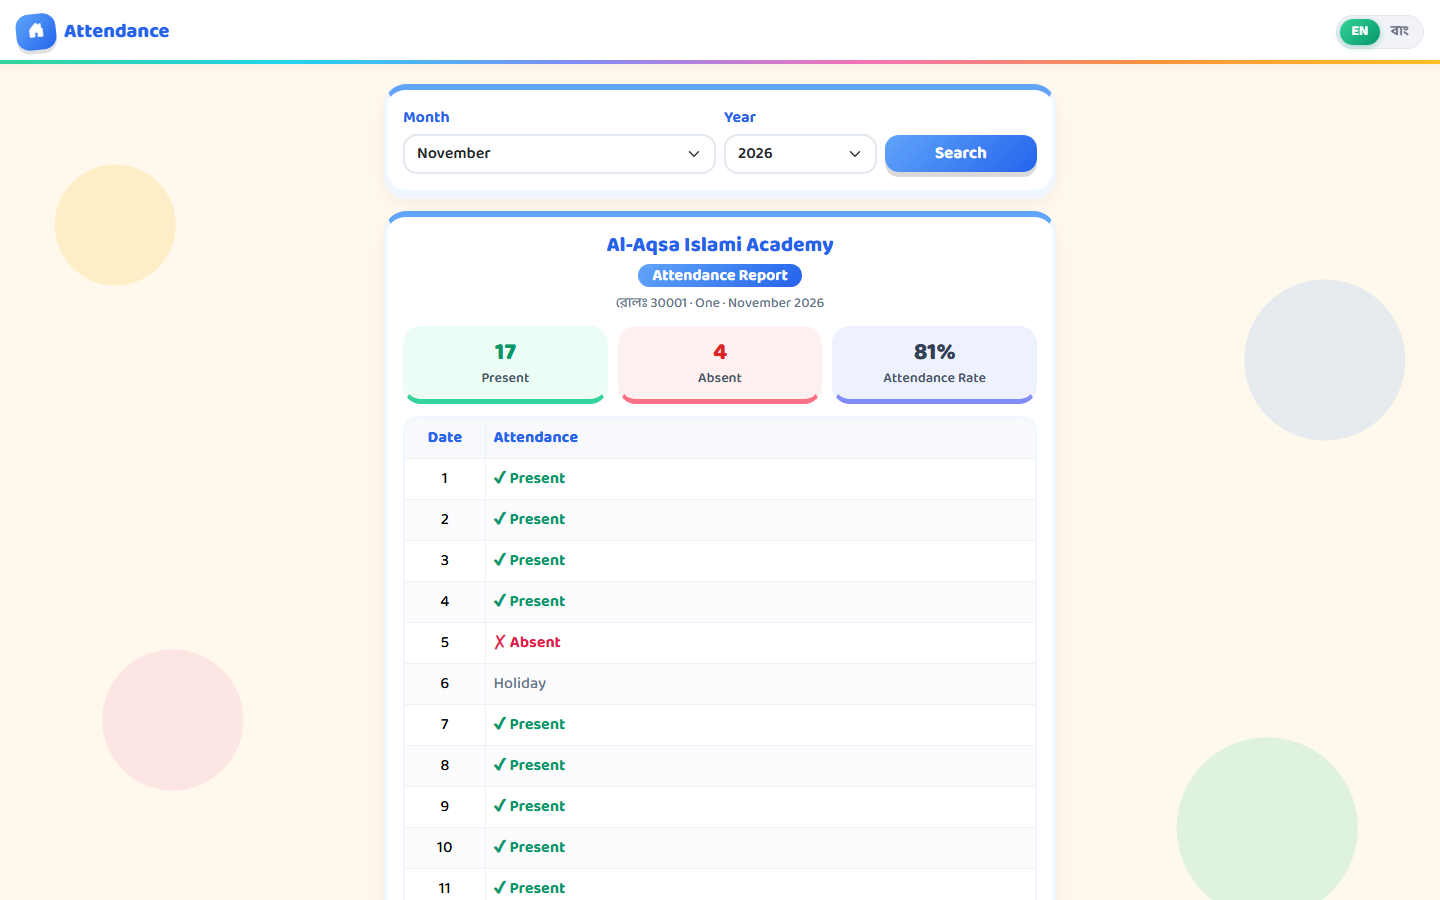 Attendance
EN বাং
Month Year
November 2026 Search
Al-Aqsa Islami Academy
Attendance Report
রোলঃ 30001 · One · November 2026
17 4 81%
Present Absent Attendance Rate
Date Attendance
1 ✓ Present
2 ✓ Present
3 ✓ Present
4 ✓ Present
5 ✗ Absent
6 Holiday
7 ✓ Present
8 ✓ Present
9 ✓ Present
10 ✓ Present
11 ✓ Present